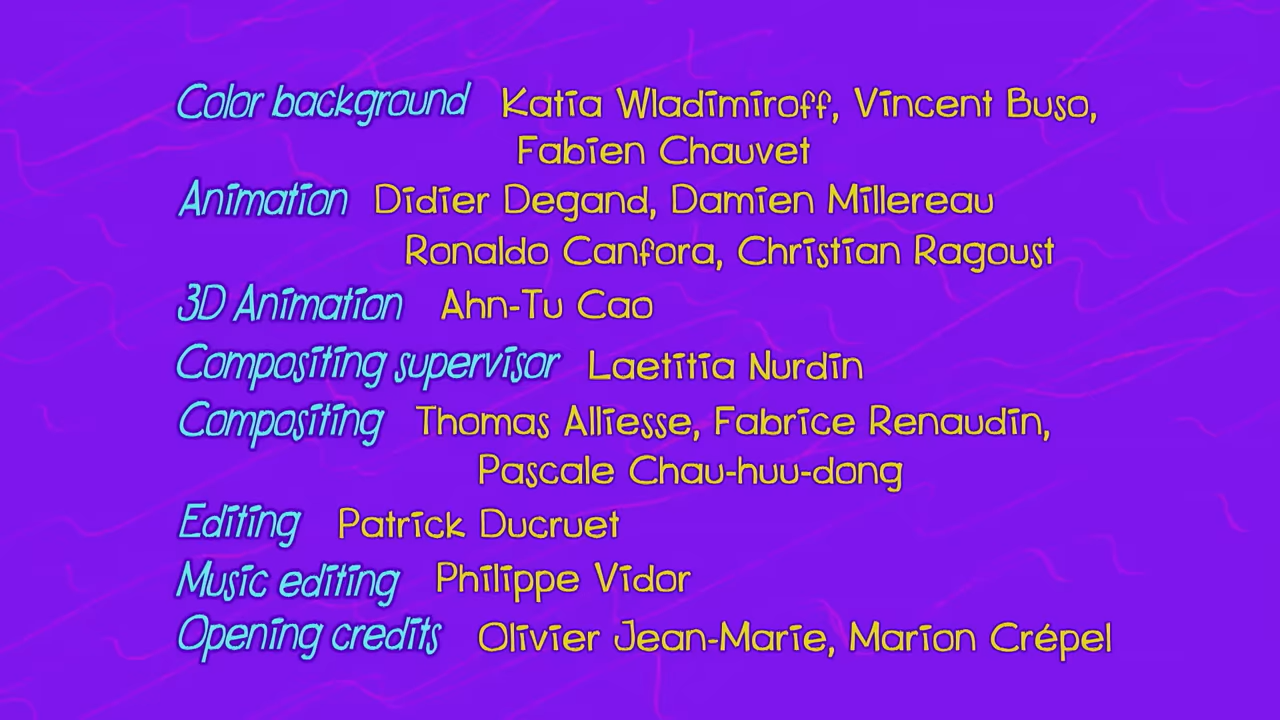 Color background Katia Wladimiroff, Vincent Buso,
Fabien Chauvet
Animation Didier Degand, Damien Millereau
Ronaldo Canfora, Christian Ragoust
3D Animation Ahn-Tu Cao
Compositing supervisor Laetitia Nurdin
Compositing Thomas Alliesse, Fabrice Renaudin,
Pascale Chau-huu-dong
Editing Patrick Ducruet
Music editing Philippe Vidor
Opening credits Olivier Jean-Marie, Marion Crépel